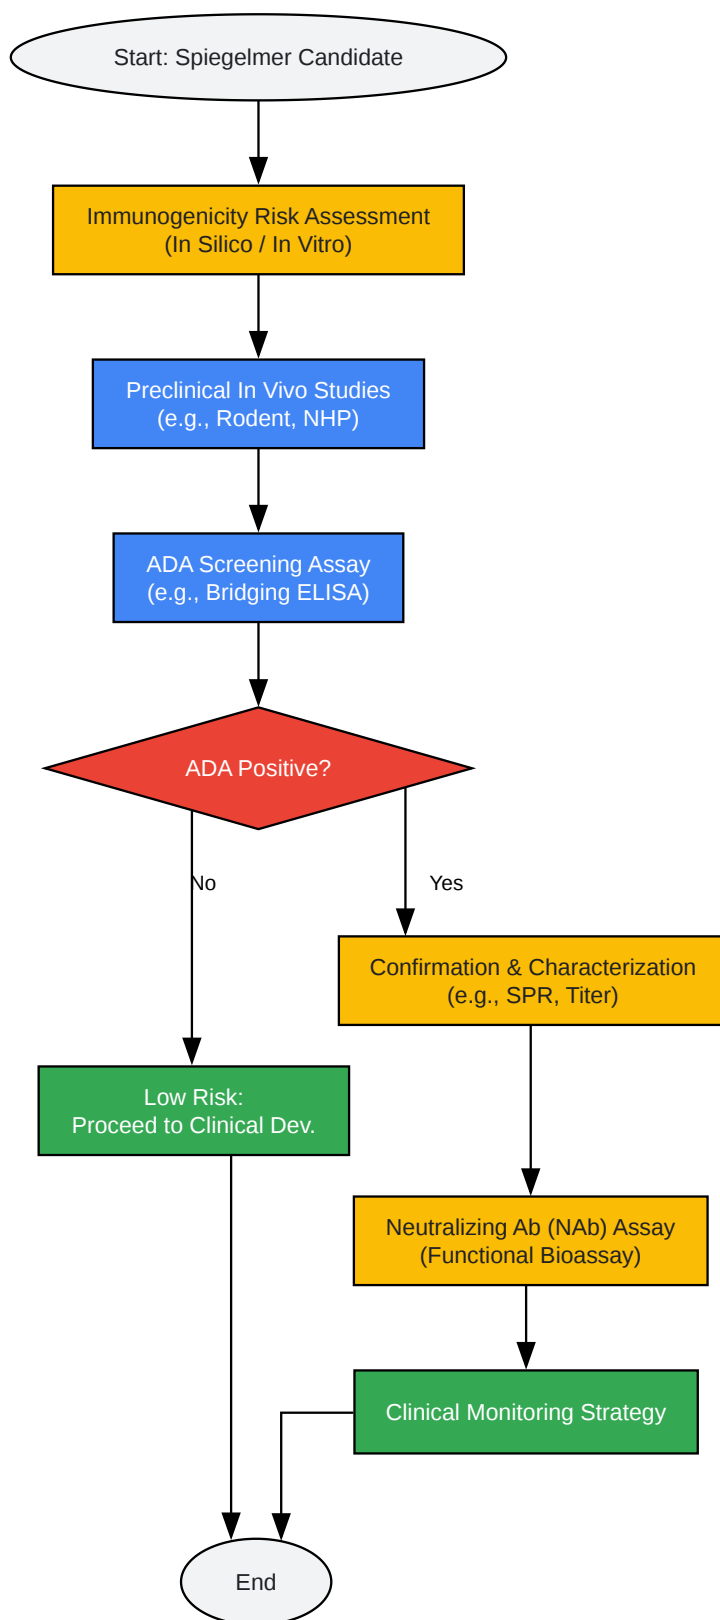 Start: Spiegelmer Candidate
Immunogenicity Risk Assessment
(In Silico / In Vitro)
Preclinical In Vivo Studies
(e.g., Rodent, NHP)
ADA Screening Assay
(e.g., Bridging ELISA)
ADA Positive?
No
Yes
Confirmation & Characterization
(e.g., SPR, Titer)
Low Risk:
Proceed to Clinical Dev.
Neutralizing Ab (NAb) Assay
(Functional Bioassay)
Clinical Monitoring Strategy
End